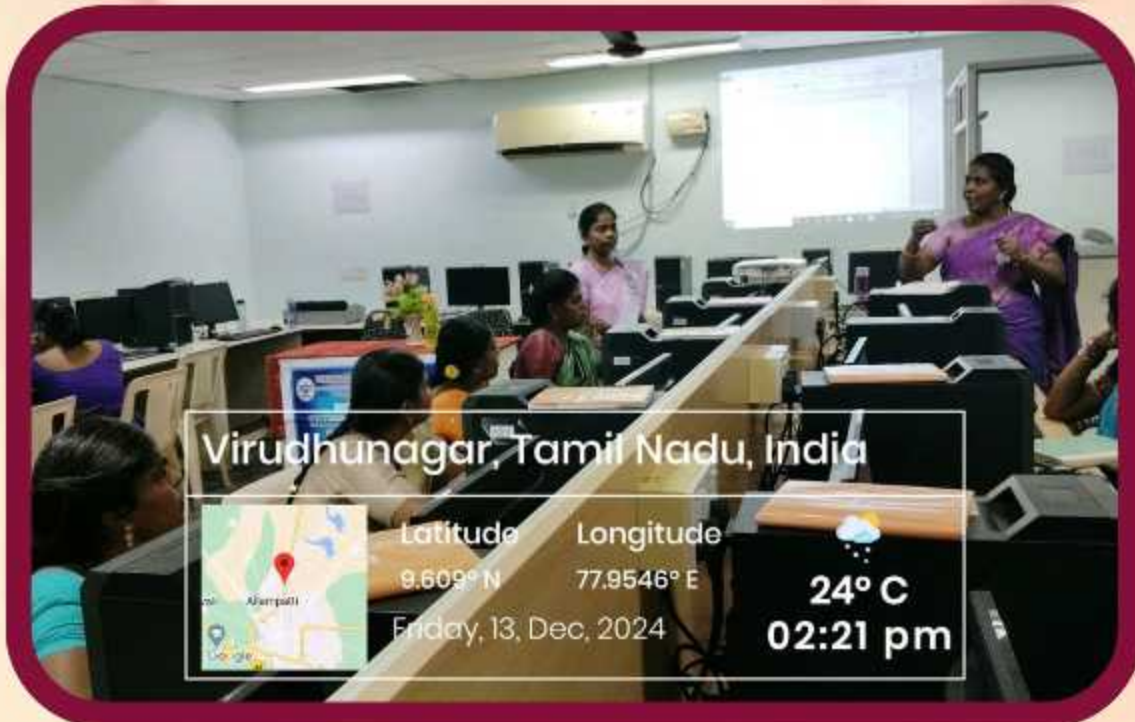 Virudhunagar, Tamil Nadu, India
Latitude Longitude
9.609° N 77.9546° E
Friday, 13, Dec, 2024
24° C
02:21 pm
Allampatti
Google